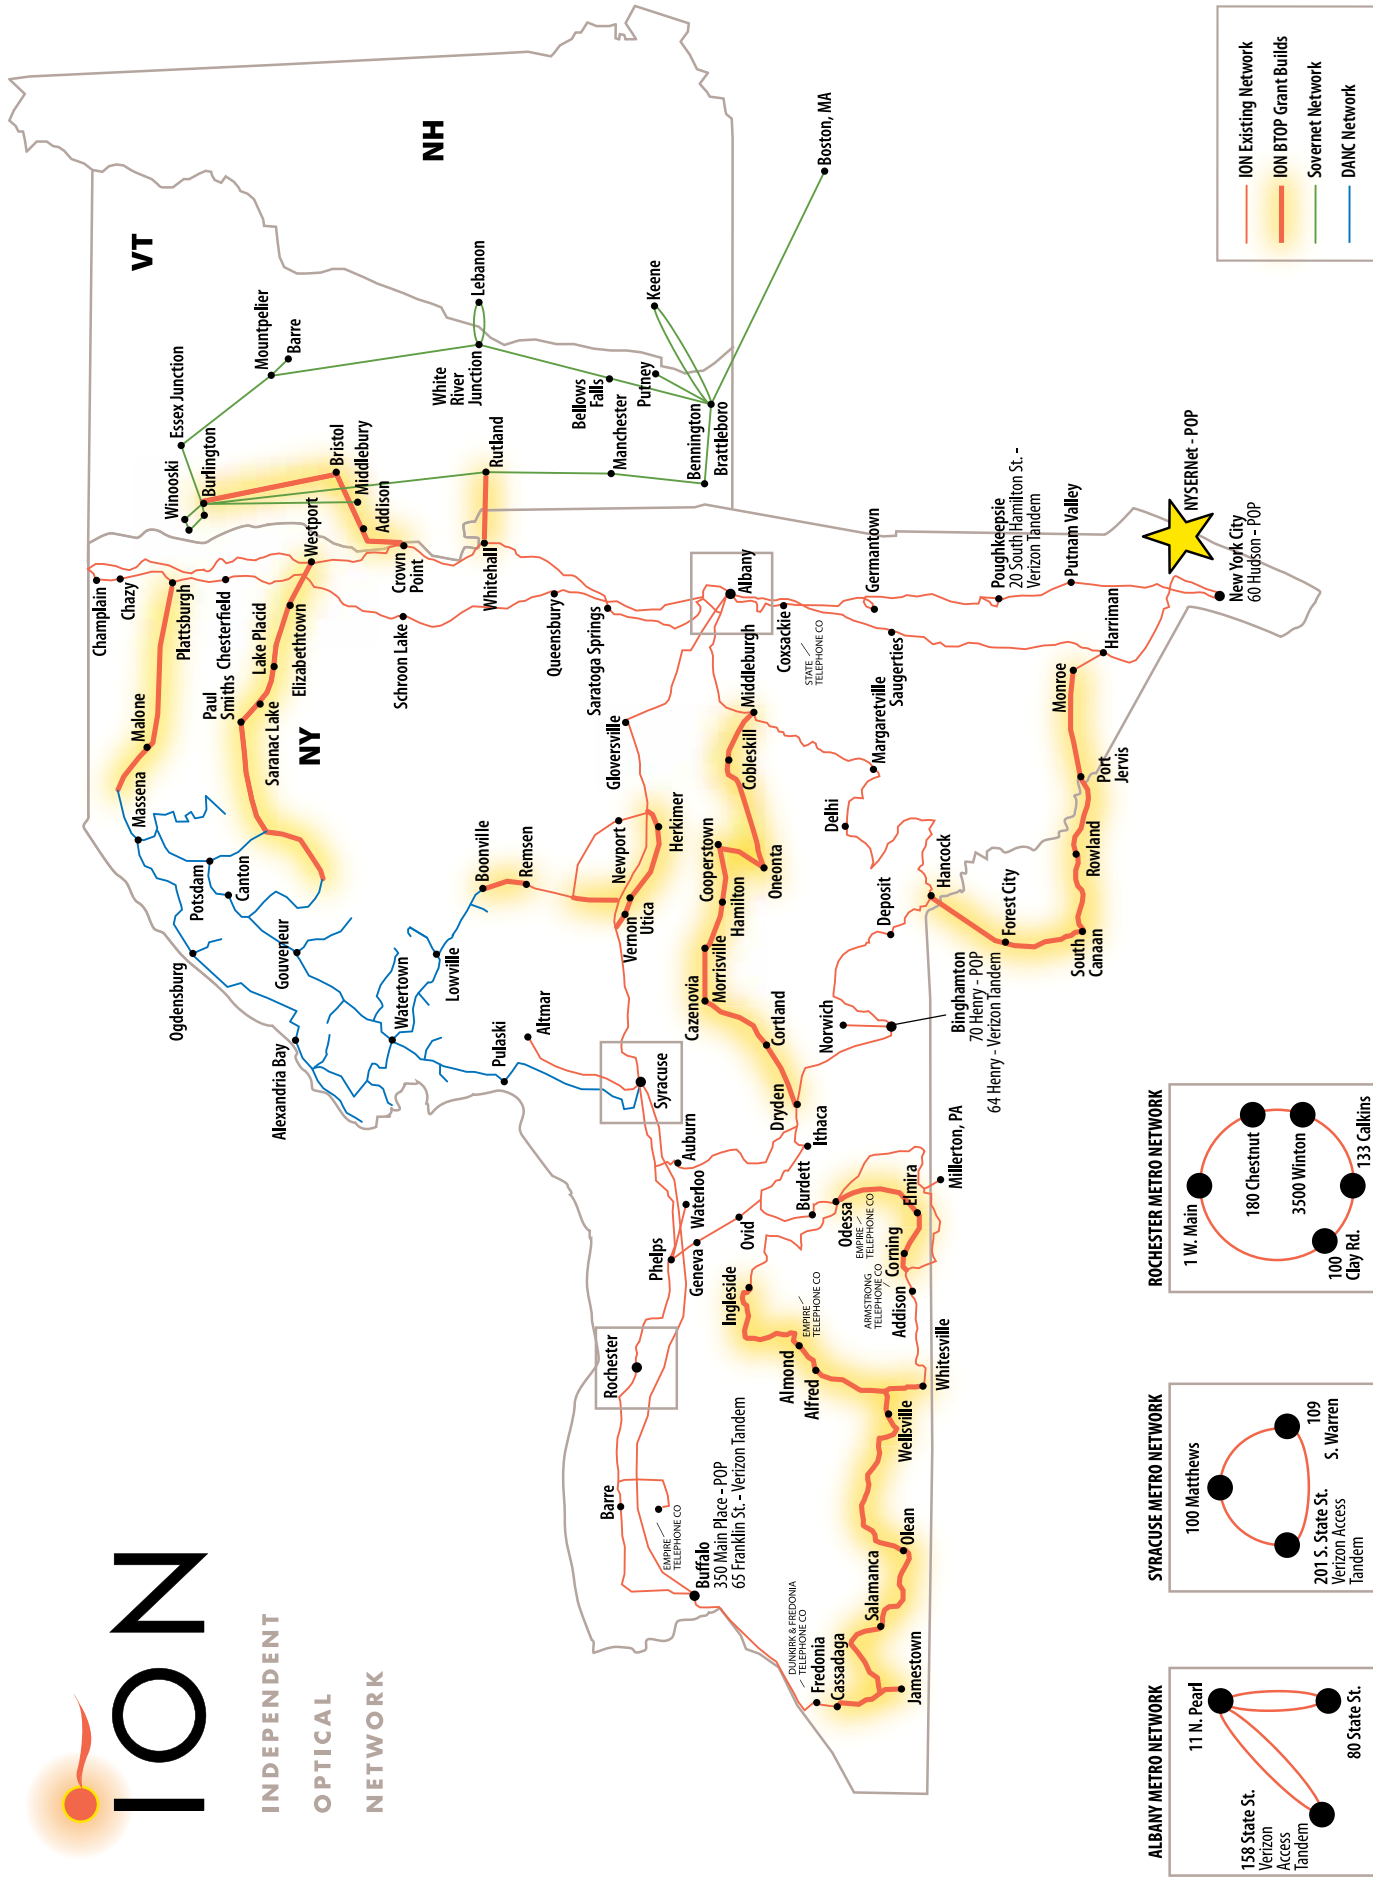 ION
INDEPENDENT
OPTICAL
NETWORK
VT
NH
NY
Champlain
Chazy
Plattsburgh
Chesterfield
Malone
Massena
Paul
Smiths
Lake Placid
Elizabethtown
Saranac Lake
Westport
Schroon Lake
Crown
Point
Whitehall
Queensbury
Saratoga Springs
Winooski
Burlington
Essex Junction
Mountpelier
Barre
Bristol
Middlebury
Addison
Rutland
White
River
Junction
Lebanon
Bellows
Falls
Putney
Keene
Manchester
Bennington
Brattleboro
Boston, MA
Ogdensburg
Potsdam
Canton
Gouveneur
Alexandria Bay
Watertown
Lowville
Boonville
Remsen
Pulaski
Altmar
Newport
Herkimer
Vernon
Utica
Gloversville
Albany
Syracuse
Auburn
Waterloo
Phelps
Geneva
Rochester
Barre
EMPIRE
TELEPHONE CO
Buffalo
350 Main Place - POP
65 Franklin St. - Verizon Tandem
Cazenovia
Morrisville
Hamilton
Cooperstown
Oneonta
Cobleskill
Middleburgh
Cortland
Dryden
Ithaca
Ovid
Burdett
Ingleside
Odessa
EMPIRE
TELEPHONE CO
Elmira
Corning
ARMSTRONG
TELEPHONE CO
Addison
Millerton, PA
Almond
EMPIRE
TELEPHONE CO
Alfred
Whitesville
Wellsville
Olean
Salamanca
DUNKIRK & FREDONIA
TELEPHONE CO
Fredonia
Cassadaga
Jamestown
Norwich
Binghamton
70 Henry - POP
64 Henry - Verizon Tandem
Deposit
Delhi
Margaretville
Hancock
Forest City
South
Canaan
Rowland
Port
Jervis
Monroe
Harriman
Coxsackie
STATE
TELEPHONE CO
Saugerties
Germantown
Poughkeepsie
20 South Hamilton St. -
Verizon Tandem
Putnam Valley
NYSERNet - POP
New York City
60 Hudson - POP
ION Existing Network
ION BTOP Grant Builds
Sovernet Network
DANC Network
ALBANY METRO NETWORK
11 N. Pearl
158 State St.
Verizon
Access
Tandem
80 State St.
SYRACUSE METRO NETWORK
100 Matthews
201 S. State St.
Verizon Access
Tandem
109
S. Warren
ROCHESTER METRO NETWORK
1 W. Main
180 Chestnut
3500 Winton
100
Clay Rd.
133 Calkins